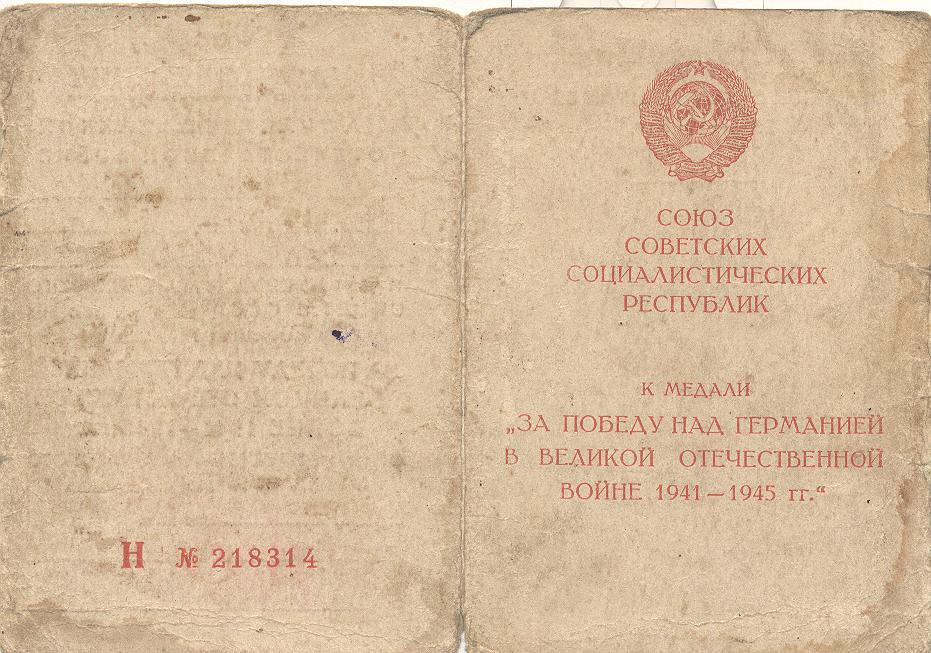 Н № 218314
СОЮЗ
СОВЕТСКИХ
СОЦИАЛИСТИЧЕСКИХ
РЕСПУБЛИК
К МЕДАЛИ
„ЗА ПОБЕДУ НАД ГЕРМАНИЕЙ
В ВЕЛИКОЙ ОТЕЧЕСТВЕННОЙ
ВОЙНЕ 1941—1945 гг.“